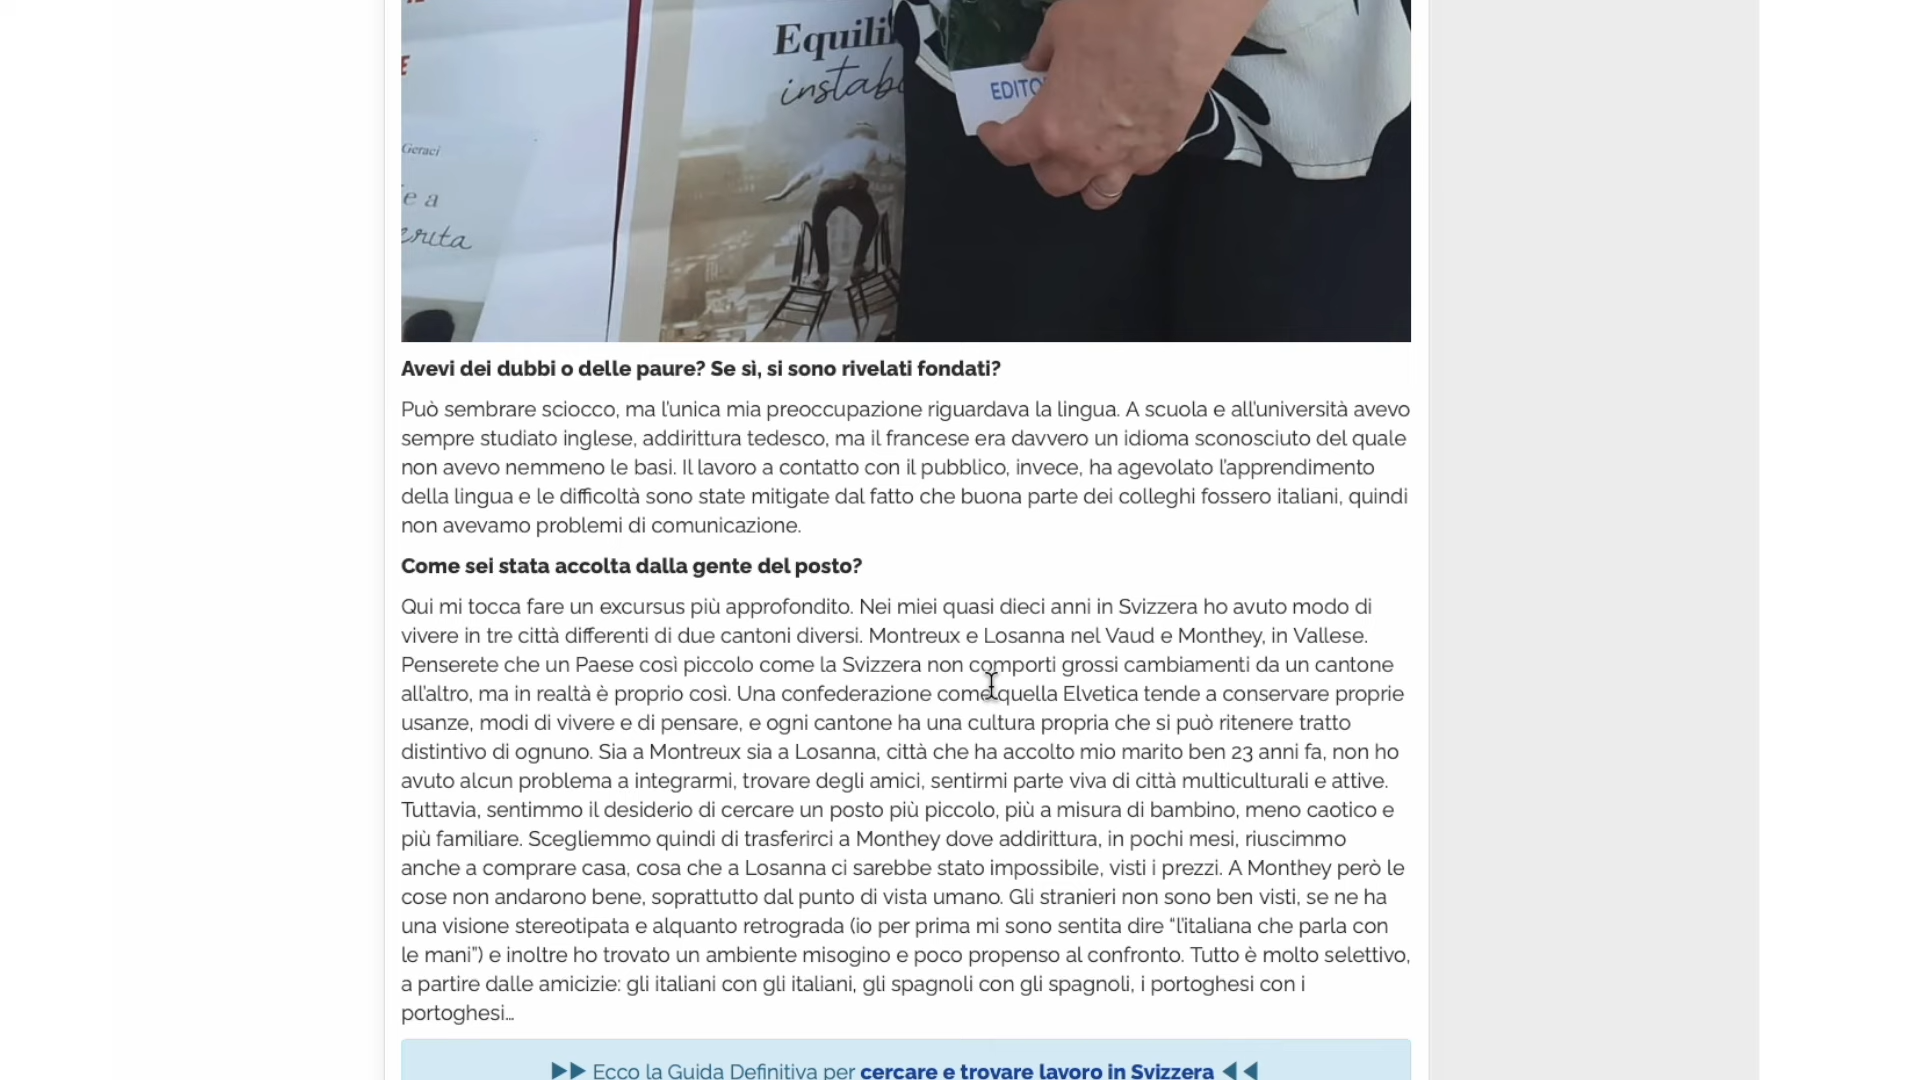 E
Equili
instab
EDITO
Geraci
e a
erita
Avevi dei dubbi o delle paure? Se sì, si sono rivelati fondati?
Può sembrare sciocco, ma l'unica mia preoccupazione riguardava la lingua. A scuola e all'università avevo
sempre studiato inglese, addirittura tedesco, ma il francese era davvero un idioma sconosciuto del quale
non avevo nemmeno le basi. Il lavoro a contatto con il pubblico, invece, ha agevolato l'apprendimento
della lingua e le difficoltà sono state mitigate dal fatto che buona parte dei colleghi fossero italiani, quindi
non avevamo problemi di comunicazione.
Come sei stata accolta dalla gente del posto?
Qui mi tocca fare un excursus più approfondito. Nei miei quasi dieci anni in Svizzera ho avuto modo di
vivere in tre città differenti di due cantoni diversi. Montreux e Losanna nel Vaud e Monthey, in Vallese.
Penserete che un Paese così piccolo come la Svizzera non comporti grossi cambiamenti da un cantone
all'altro, ma in realtà è proprio così. Una confederazione come quella Elvetica tende a conservare proprie
usanze, modi di vivere e di pensare, e ogni cantone ha una cultura propria che si può ritenere tratto
distintivo di ognuno. Sia a Montreux sia a Losanna, città che ha accolto mio marito ben 23 anni fa, non ho
avuto alcun problema a integrarmi, trovare degli amici, sentirmi parte viva di città multiculturali e attive.
Tuttavia, sentimmo il desiderio di cercare un posto più piccolo, più a misura di bambino, meno caotico e
più familiare. Scegliemmo quindi di trasferirci a Monthey dove addirittura, in pochi mesi, riuscimmo
anche a comprare casa, cosa che a Losanna ci sarebbe stato impossibile, visti i prezzi. A Monthey però le
cose non andarono bene, soprattutto dal punto di vista umano. Gli stranieri non sono ben visti, se ne ha
una visione stereotipata e alquanto retrograda (io per prima mi sono sentita dire “l'italiana che parla con
le mani”) e inoltre ho trovato un ambiente misogino e poco propenso al confronto. Tutto è molto selettivo,
a partire dalle amicizie: gli italiani con gli italiani, gli spagnoli con gli spagnoli, i portoghesi con i
portoghesi…
▶▶ Ecco la Guida Definitiva per cercare e trovare lavoro in Svizzera ◀◀